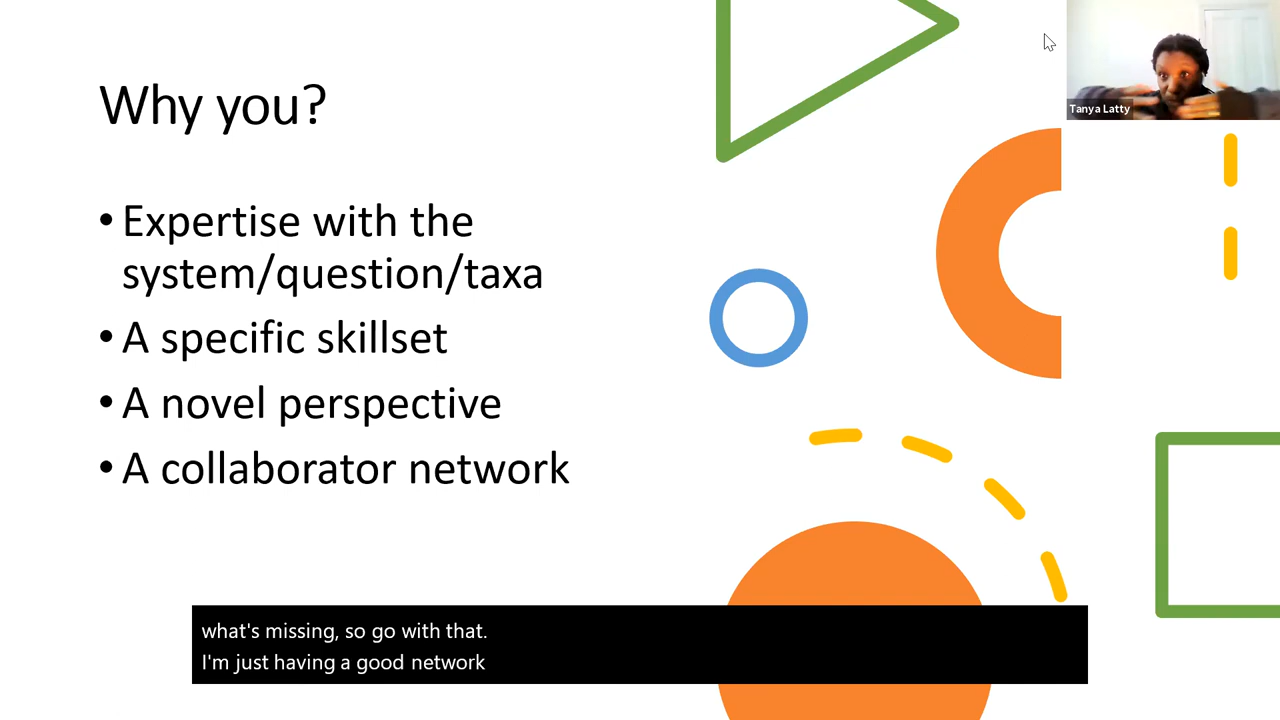 Why you?
• Expertise with the
system/question/taxa
• A specific skillset
• A novel perspective
• A collaborator network
Tanya Latty
what's missing, so go with that.
I'm just having a good network